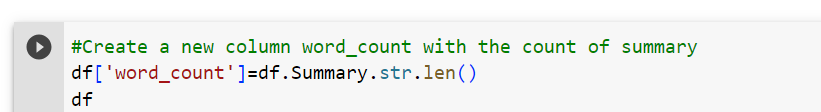 #Create a new column word_count with the count of summary
df['word_count']=df.Summary.str.len()
df